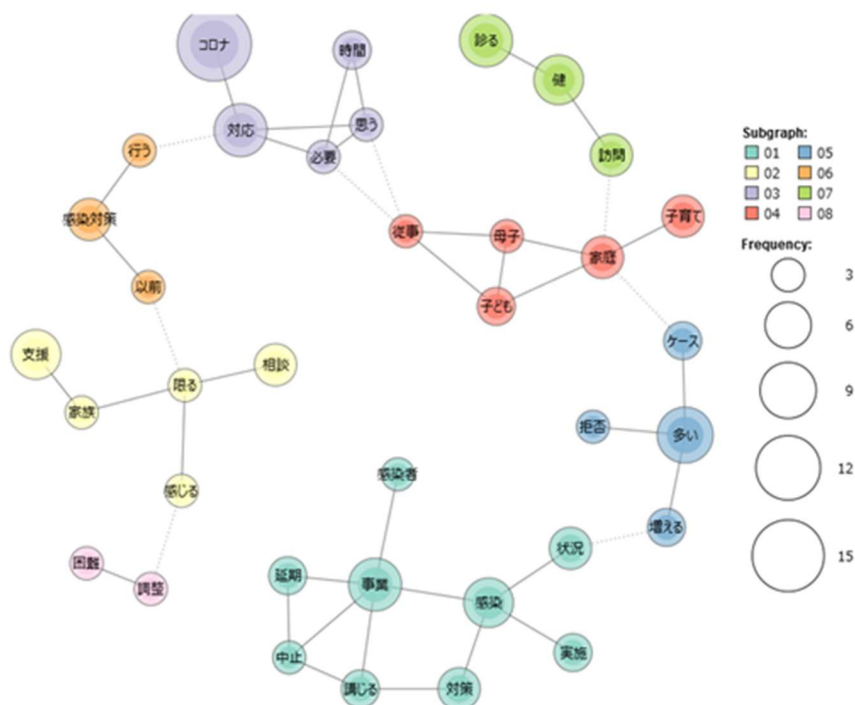 コロナ
時間
診る
健
対応
思う
必要
訪問
行う
感染対策
従事
母子
家庭
子育て
子ども
以前
支援
家族
限る
相談
ケース
拒否
多い
感じる
感染者
増える
困難
調整
延期
事業
感染
状況
中止
講じる
対策
実施
Subgraph:
01 05
02 06
03 07
04 08
Frequency:
3
6
9
12
15